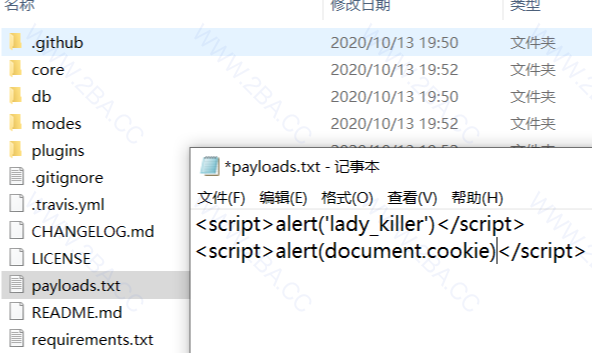 名称 修改日期 类型
.github 2020/10/13 19:50 文件夹
core 2020/10/13 19:52 文件夹
db 2020/10/13 19:50 文件夹
modes 2020/10/13 19:52 文件夹
plugins
.gitignore
.travis.yml
CHANGELOG.md
LICENSE
payloads.txt
README.md
requirements.txt
*payloads.txt - 记事本
文件(F) 编辑(E) 格式(O) 查看(V) 帮助(H)
<script>alert('lady_killer')</script>
<script>alert(document.cookie)</script>
WWW.2BA.CC